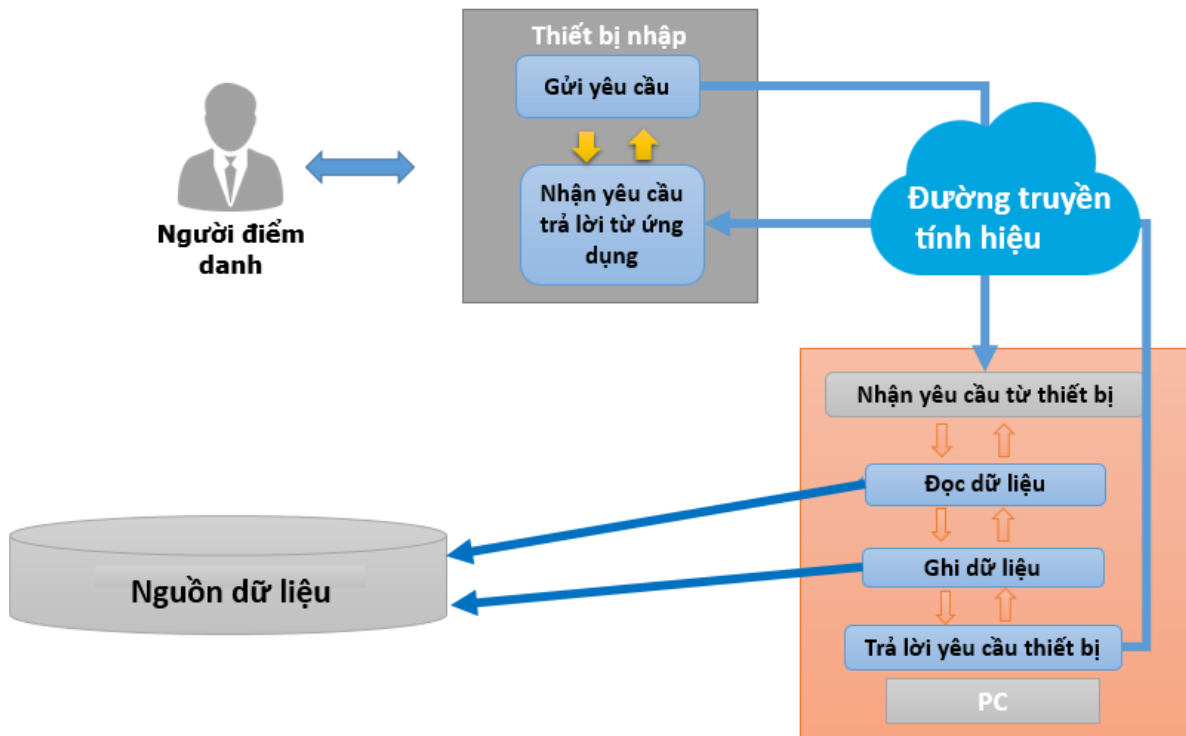 Thiết bị nhập
Gửi yêu cầu
Nhận yêu cầu
trả lời từ ứng
dụng
Người điểm
danh
Đường truyền
tính hiệu
Nhận yêu cầu từ thiết bị
Đọc dữ liệu
Ghi dữ liệu
Trả lời yêu cầu thiết bị
PC
Nguồn dữ liệu